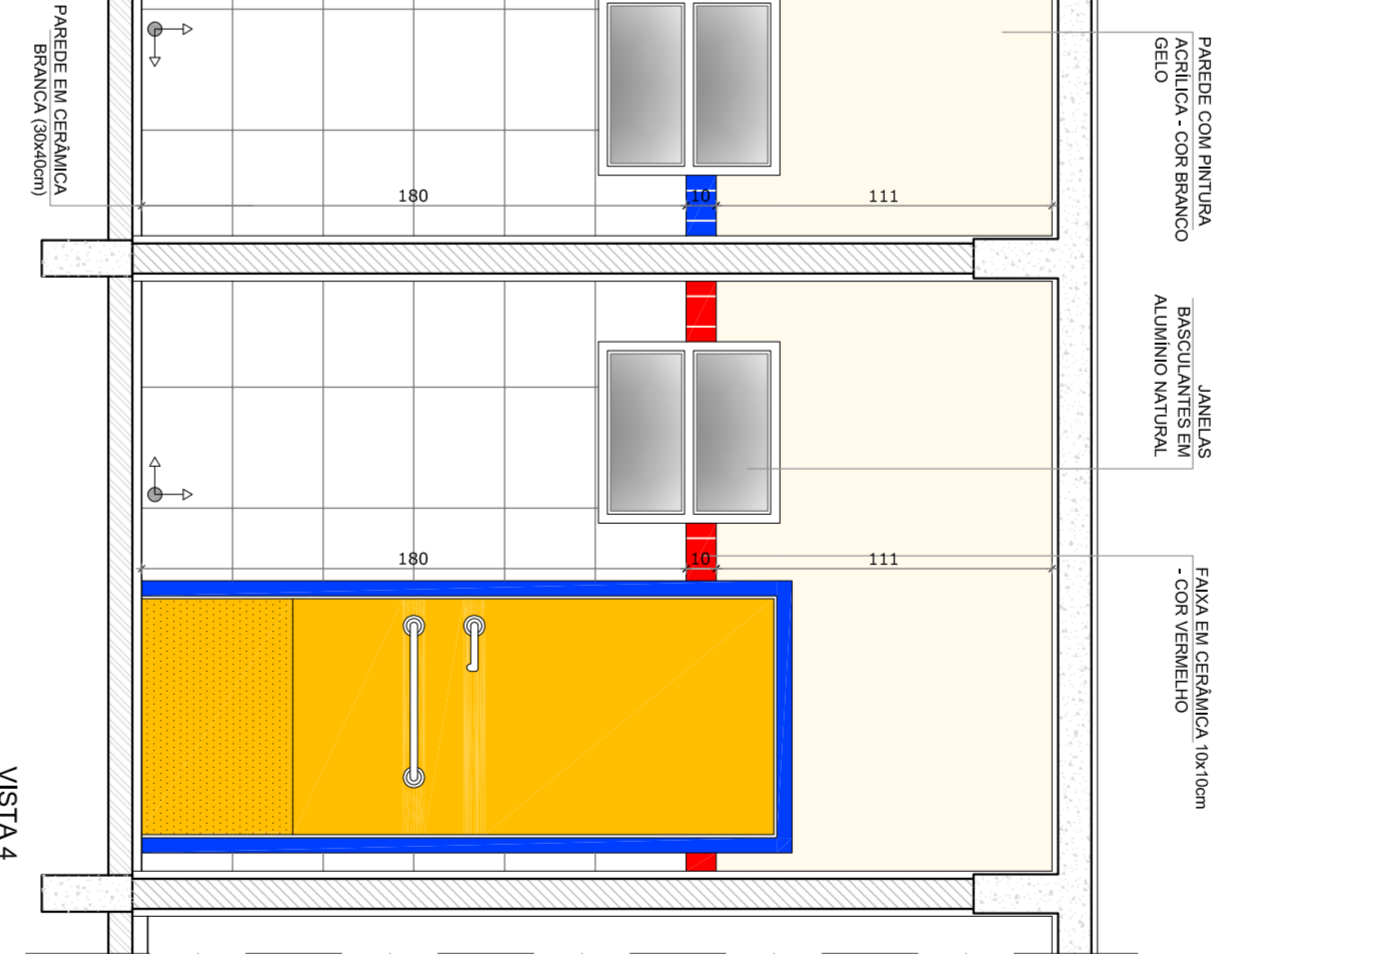 PAREDE EM CERÂMICA
BRANCA (30x40cm)
PAREDE COM PINTURA
ACRÍLICA - COR BRANCO
GELO
180
10
111
JANELAS
BASCULANTES EM
ALUMÍNIO NATURAL
180
10
111
FAIXA EM CERÂMICA 10x10cm
- COR VERMELHO
VISTA 4